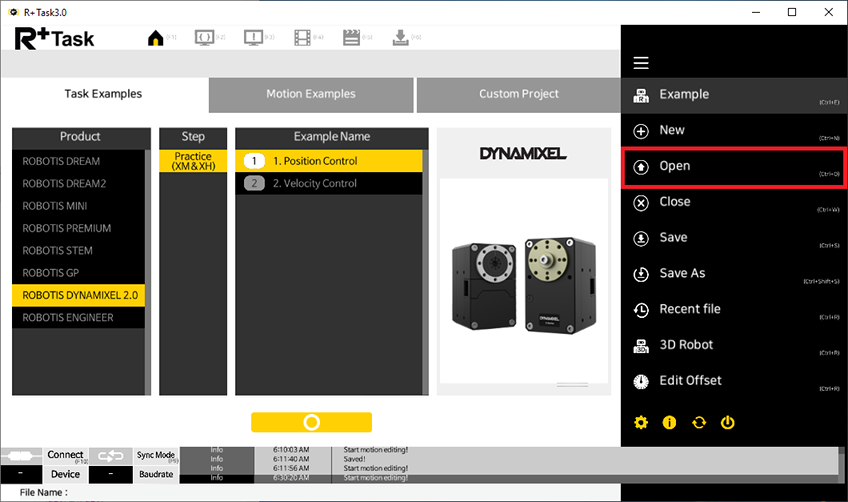 R+Task3.0
R+Task
(F1)
(F2)
(F3)
(F4)
(F5)
(F6)
Task Examples
Motion Examples
Custom Project
Product
ROBOTIS DREAM
ROBOTIS DREAM2
ROBOTIS MINI
ROBOTIS PREMIUM
ROBOTIS STEM
ROBOTIS GP
ROBOTIS DYNAMIXEL 2.0
ROBOTIS ENGINEER
Step
Practice
(XM&XH)
Example Name
1 1. Position Control
2 2. Velocity Control
DYNAMIXEL
Example (Ctrl+E)
New (Ctrl+N)
Open (Ctrl+O)
Close (Ctrl+W)
Save (Ctrl+S)
Save As (Ctrl+Shift+S)
Recent file (Ctrl+R)
3D Robot (Ctrl+R)
Edit Offset (Ctrl+R)
Connect (F10)
Sync Mode (F9)
- Device
- Baudrate
Info 6:10:03 AM Start motion editing!
Info 6:11:40 AM Saved!
Info 6:11:56 AM Start motion editing!
Info 6:30:20 AM Start motion editing!
File Name :